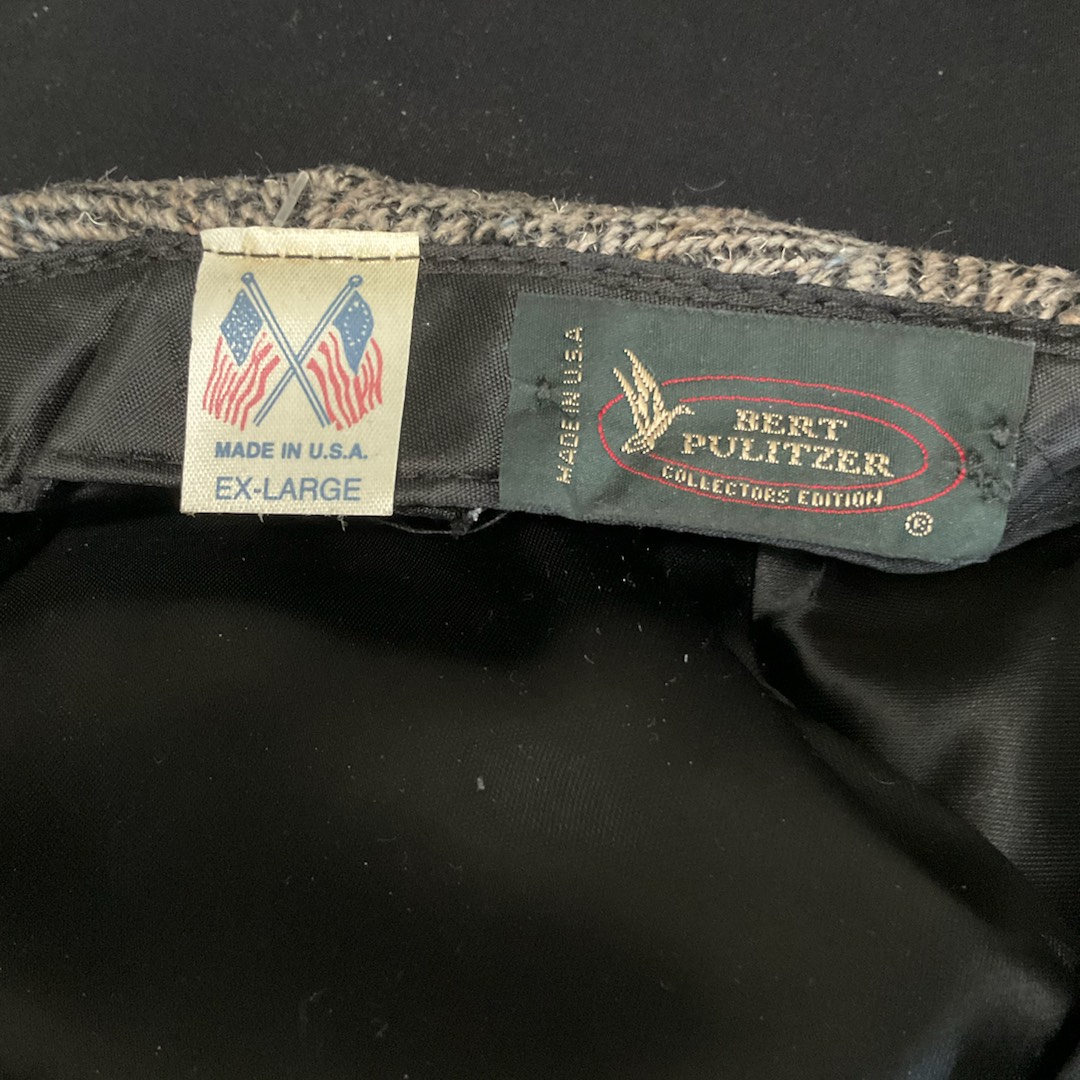 MADE IN U.S.A.
EX-LARGE
MADE IN U.S.A
BERT
PULITZER
COLLECTORS EDITION
®